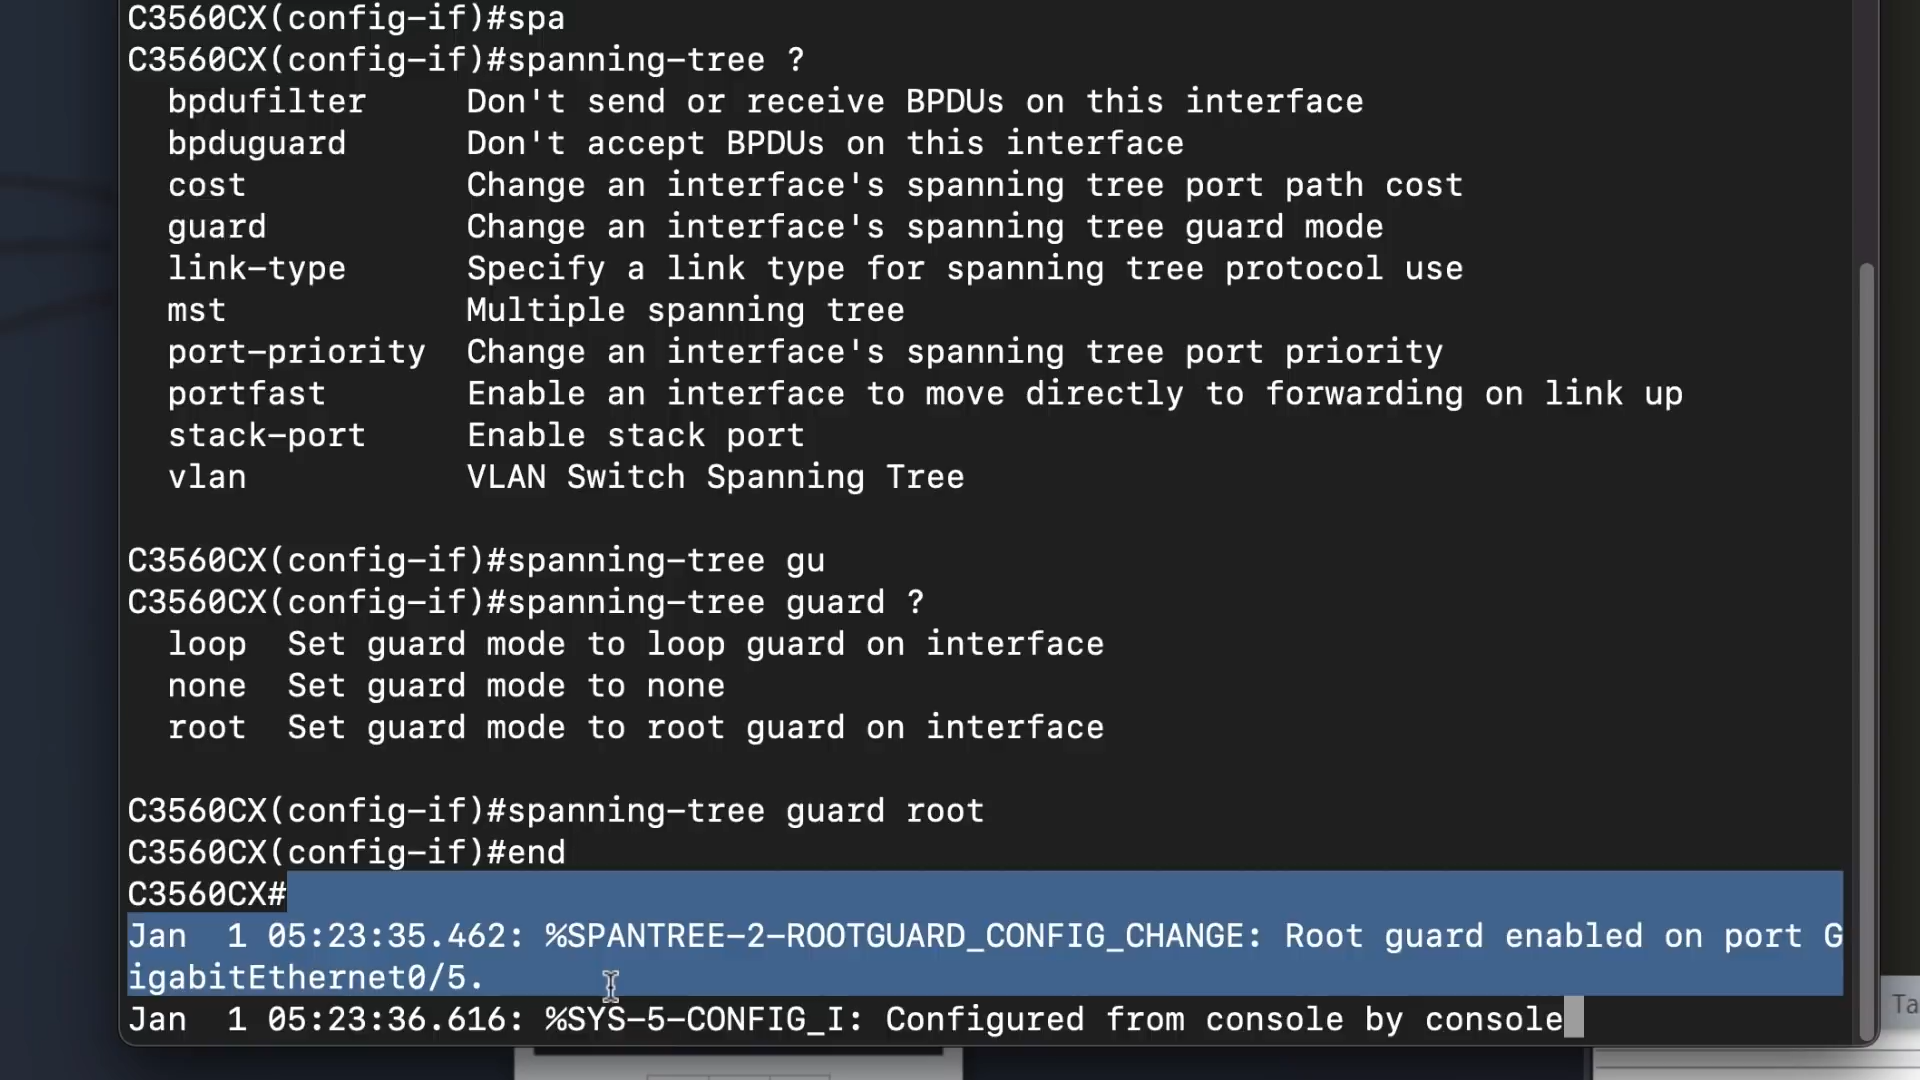 C3560CX(config-if)#spa
C3560CX(config-if)#spanning-tree ?
bpdufilter Don't send or receive BPDUs on this interface
bpduguard Don't accept BPDUs on this interface
cost Change an interface's spanning tree port path cost
guard Change an interface's spanning tree guard mode
link-type Specify a link type for spanning tree protocol use
mst Multiple spanning tree
port-priority Change an interface's spanning tree port priority
portfast Enable an interface to move directly to forwarding on link up
stack-port Enable stack port
vlan VLAN Switch Spanning Tree
C3560CX(config-if)#spanning-tree gu
C3560CX(config-if)#spanning-tree guard ?
loop Set guard mode to loop guard on interface
none Set guard mode to none
root Set guard mode to root guard on interface
C3560CX(config-if)#spanning-tree guard root
C3560CX(config-if)#end
C3560CX#
Jan 1 05:23:35.462: %SPANTREE-2-ROOTGUARD_CONFIG_CHANGE: Root guard enabled on port G
igabitEthernet0/5.
Jan 1 05:23:36.616: %SYS-5-CONFIG_I: Configured from console by console